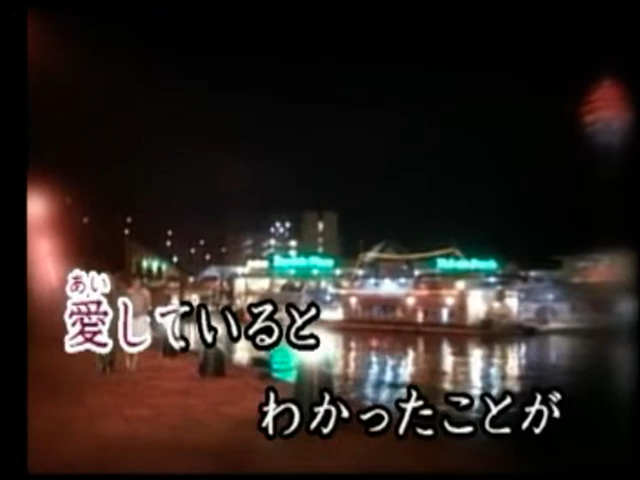 あい
愛していると
わかったことが